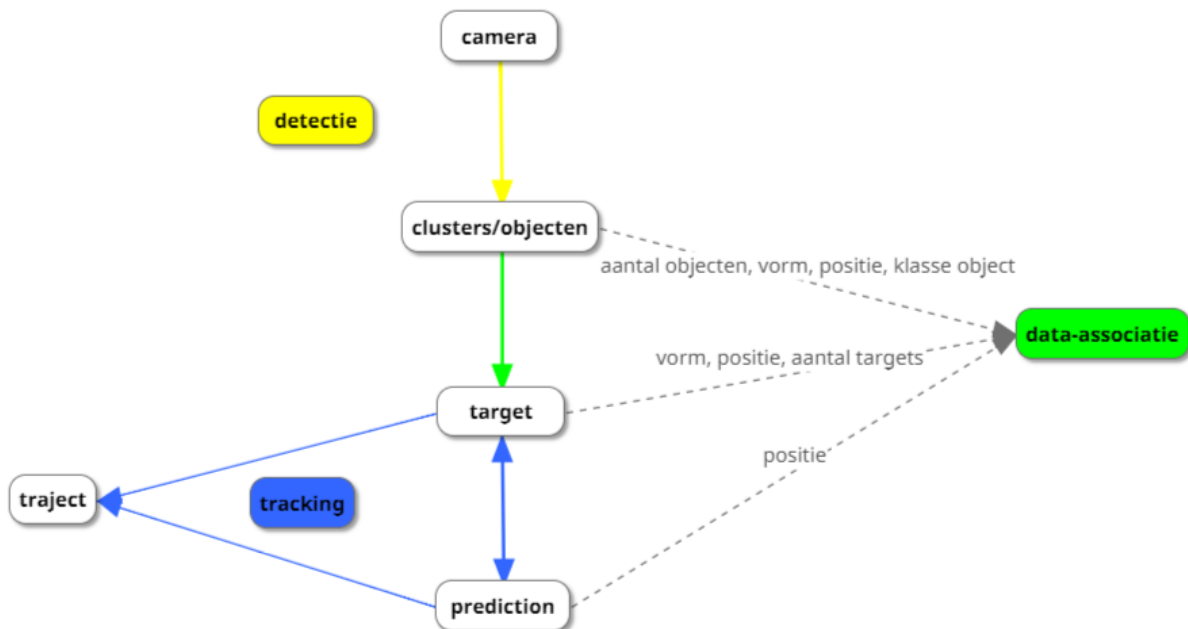 camera
detectie
clusters/objecten
aantal objecten, vorm, positie, klasse object
data-associatie
vorm, positie, aantal targets
target
positie
traject
tracking
prediction